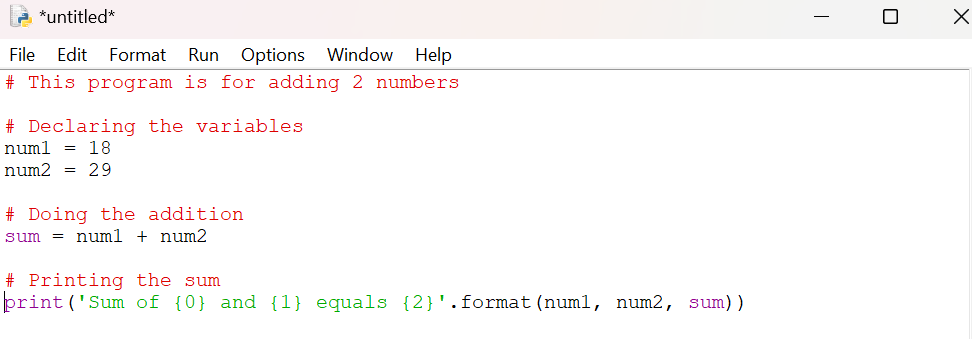 *untitled*
File Edit Format Run Options Window Help
# This program is for adding 2 numbers
# Declaring the variables
num1 = 18
num2 = 29
# Doing the addition
sum = num1 + num2
# Printing the sum
print('Sum of {0} and {1} equals {2}'.format(num1, num2, sum))